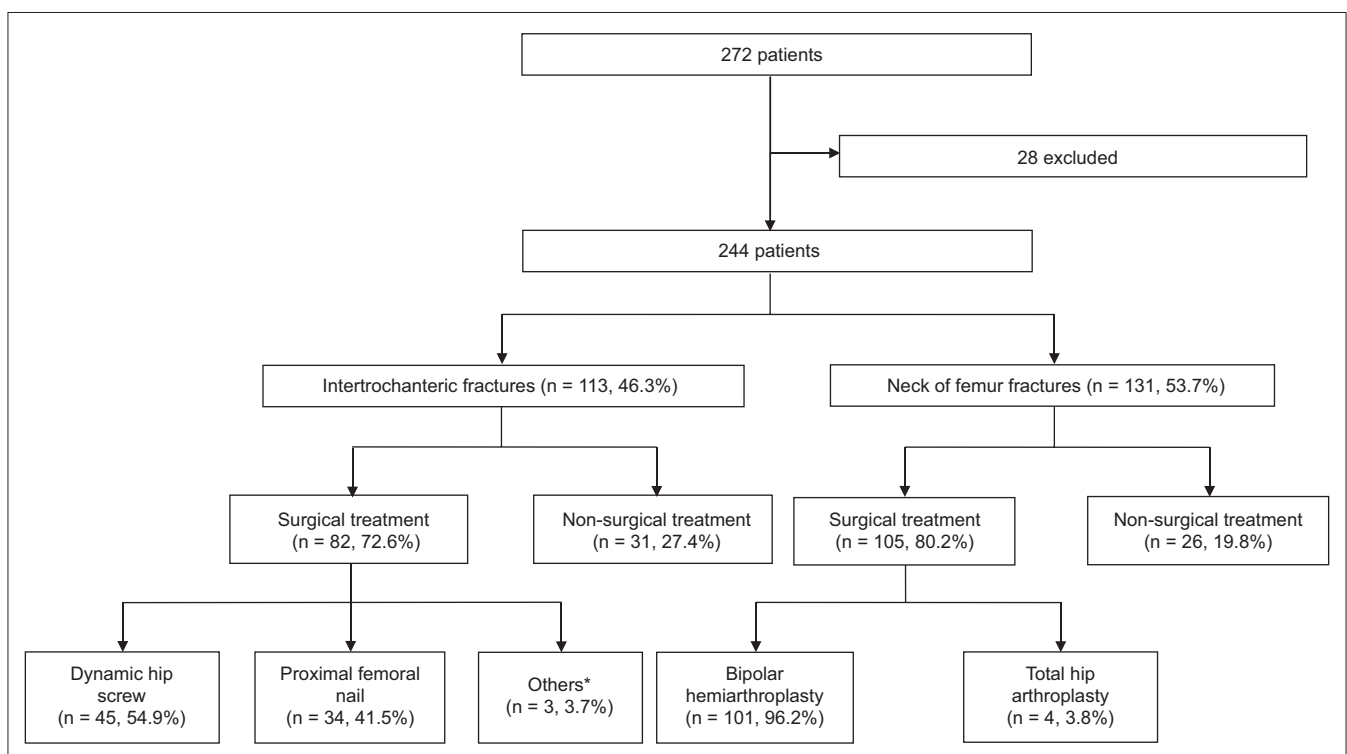 272 patients
28 excluded
244 patients
Intertrochanteric fractures (n = 113, 46.3%)
Neck of femur fractures (n = 131, 53.7%)
Surgical treatment
(n = 82, 72.6%)
Non-surgical treatment
(n = 31, 27.4%)
Surgical treatment
(n = 105, 80.2%)
Non-surgical treatment
(n = 26, 19.8%)
Dynamic hip
screw
(n = 45, 54.9%)
Proximal femoral
nail
(n = 34, 41.5%)
Others*
(n = 3, 3.7%)
Bipolar
hemiarthroplasty
(n = 101, 96.2%)
Total hip
arthroplasty
(n = 4, 3.8%)